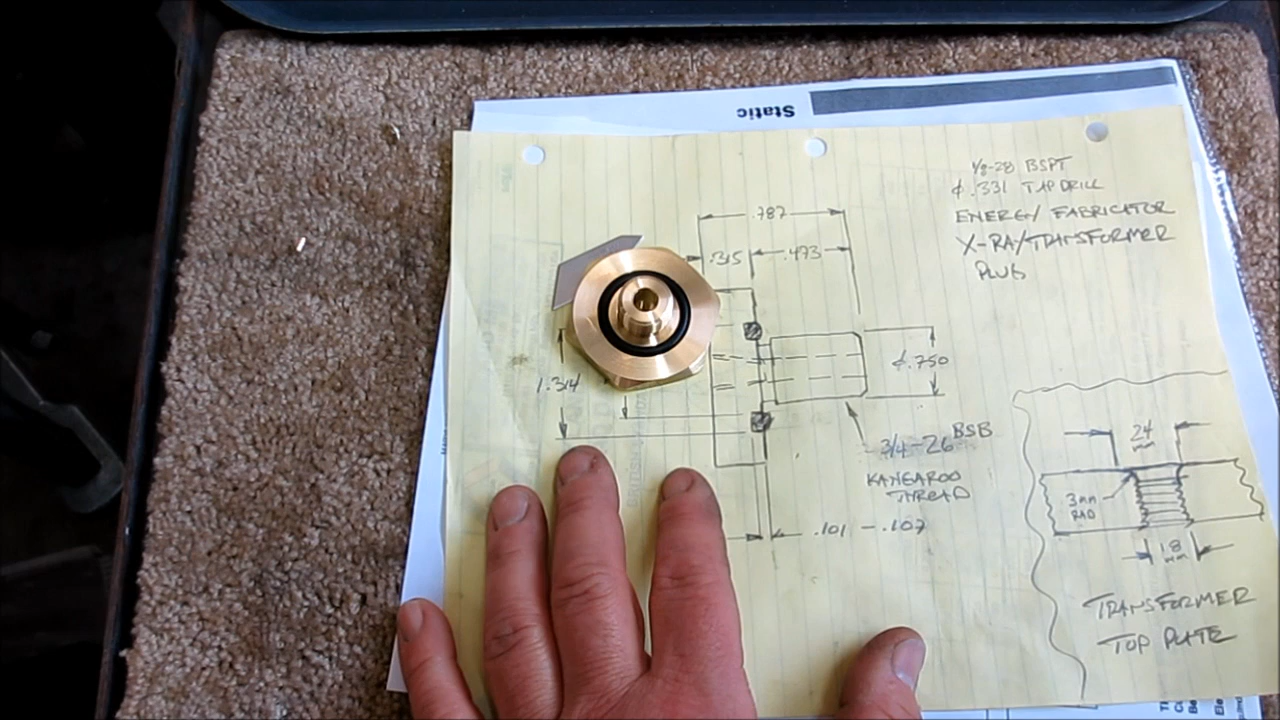 Static
1/8-28 BSPT
φ.331 TAP DRILL
ENERGY FABRICATOR
X-RAY TRANSFORMER
PLUG
.787
.315
.473
1.314
φ.750
3/4-26 BSB
KANGAROO
THREAD
.101 - .107
24
mm
3mm
RAD
18
mm
TRANSFORMER
TOP PLATE